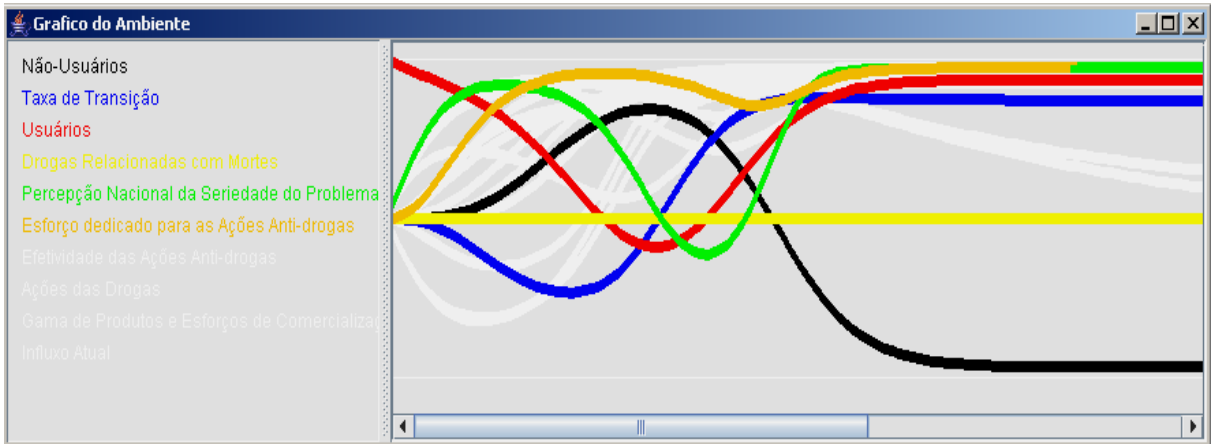 Grafico do Ambiente
Não-Usuários
Taxa de Transição
Usuários
Drogas Relacionadas com Mortes
Percepção Nacional da Seriedade do Problema
Esforço dedicado para as Ações Anti-drogas
Efetividade das Ações Anti-drogas
Ações das Drogas
Gama de Produtos e Esforços de Comercializaç
Influxo Atual